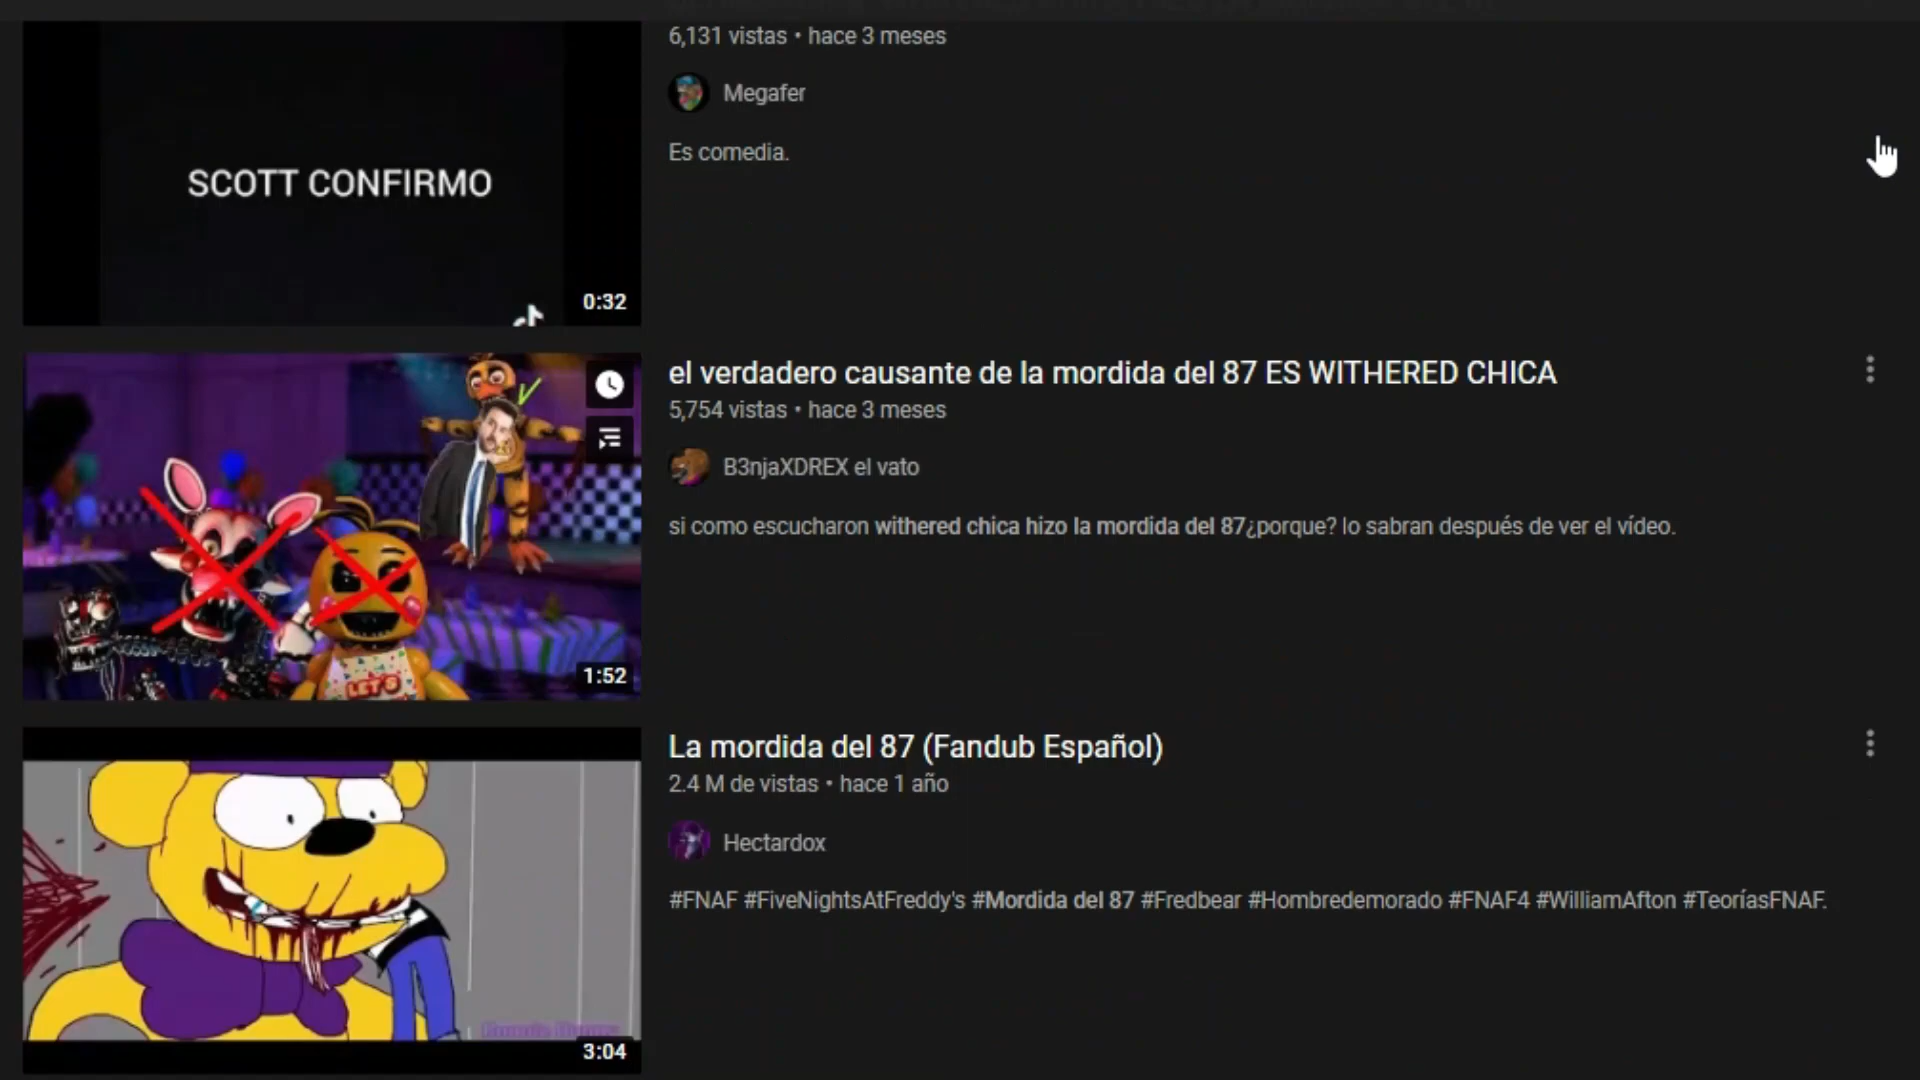 6,131 vistas • hace 3 meses
Megafer
Es comedia.
SCOTT CONFIRMO
0:32
el verdadero causante de la mordida del 87 ES WITHERED CHICA
5,754 vistas • hace 3 meses
B3njaXDREX el vato
si como escucharon withered chica hizo la mordida del 87¿porque? lo sabran después de ver el vídeo.
LET'S
1:52
La mordida del 87 (Fandub Español)
2.4 M de vistas • hace 1 año
Hectardox
#FNAF #FiveNightsAtFreddy's #Mordida del 87 #Fredbear #Hombredemorado #FNAF4 #WilliamAfton #TeoríasFNAF.
3:04